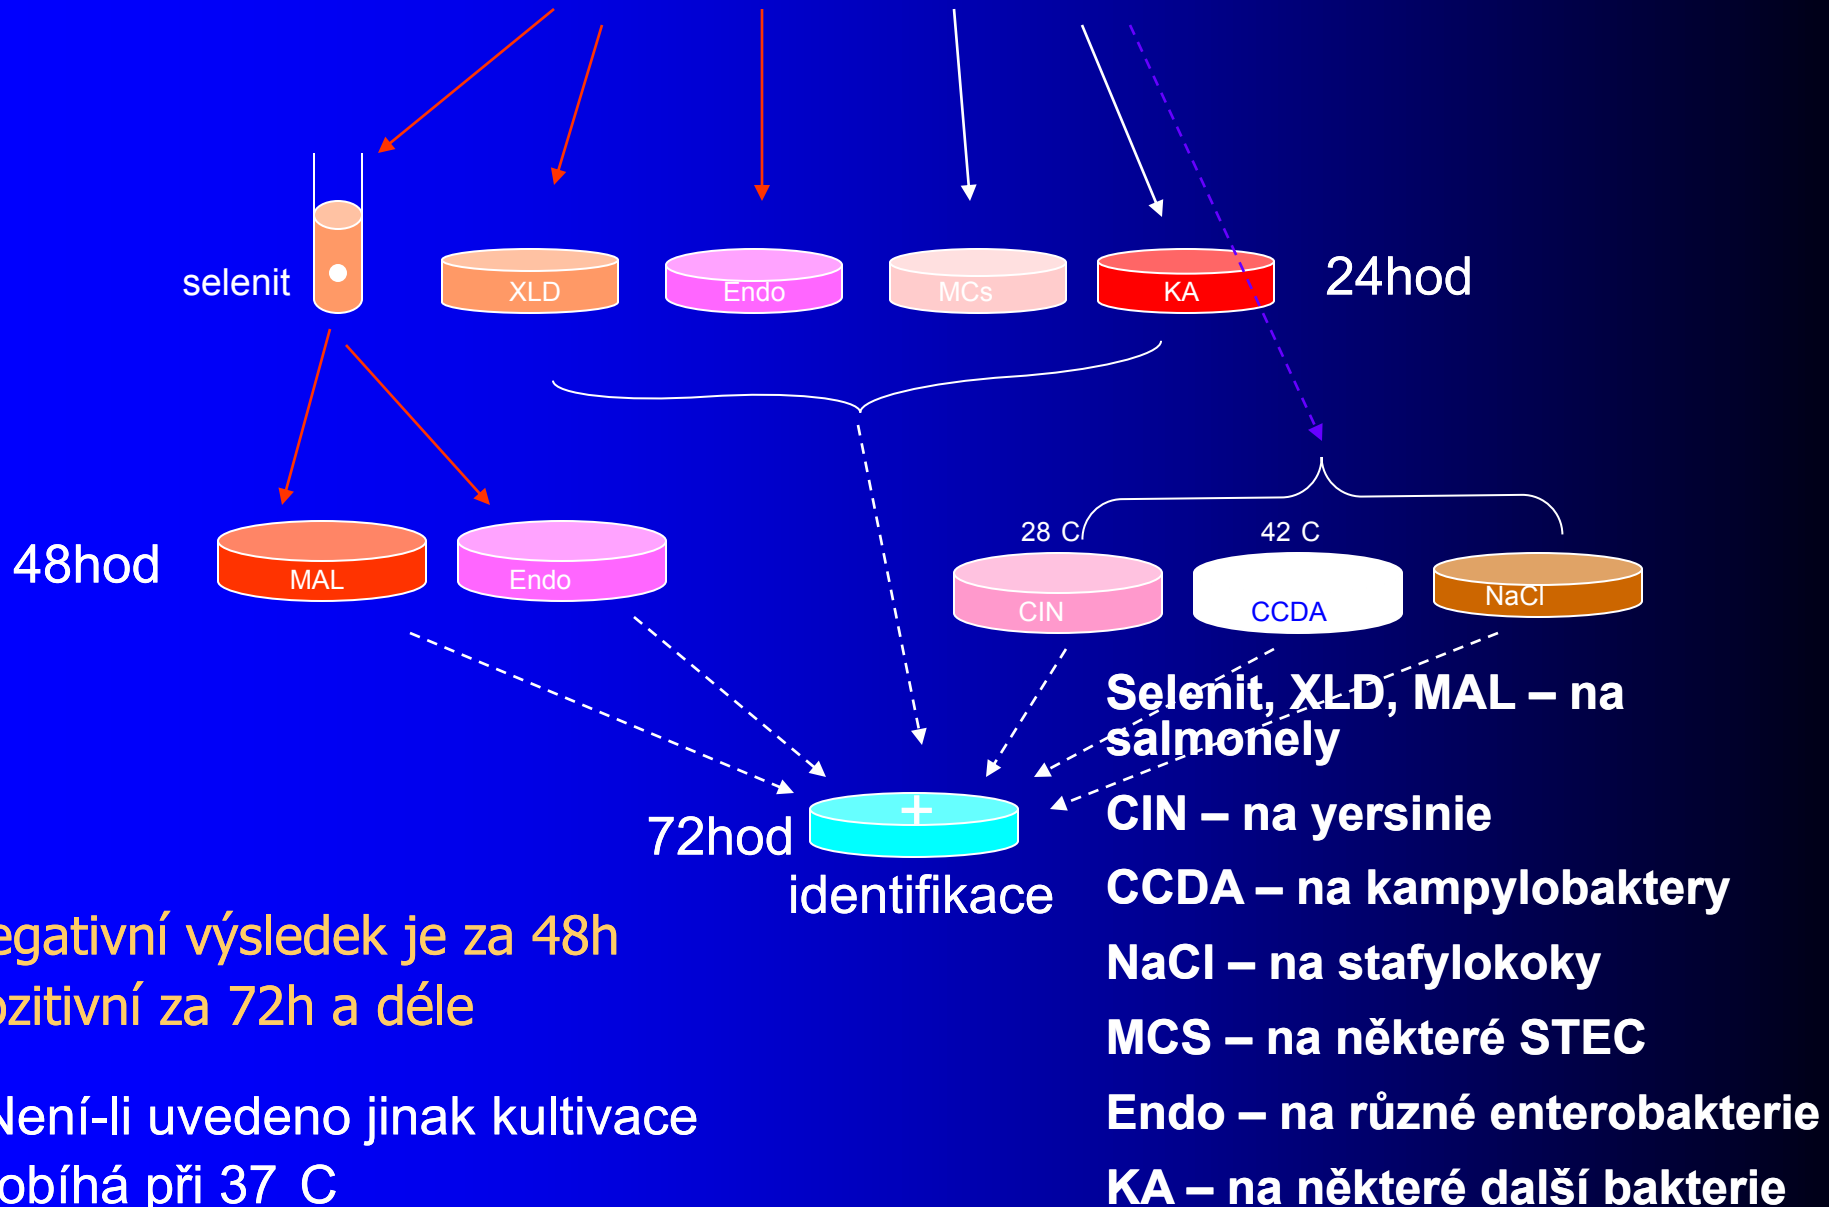 selenit
XLD
Endo
MCs
KA
24hod
48hod
MAL
Endo
28 C
42 C
CIN
CCDA
NaCl
Selenit, XLD, MAL – na
salmonely
CIN – na yersinie
CCDA – na kampylobaktery
NaCl – na stafylokoky
MCS – na některé STEC
Endo – na různé enterobakterie
KA – na některé další bakterie
+
72hod
identifikace
egativní výsledek je za 48h
ozitivní za 72h a déle
Není-li uvedeno jinak kultivace
obíhá při 37 C